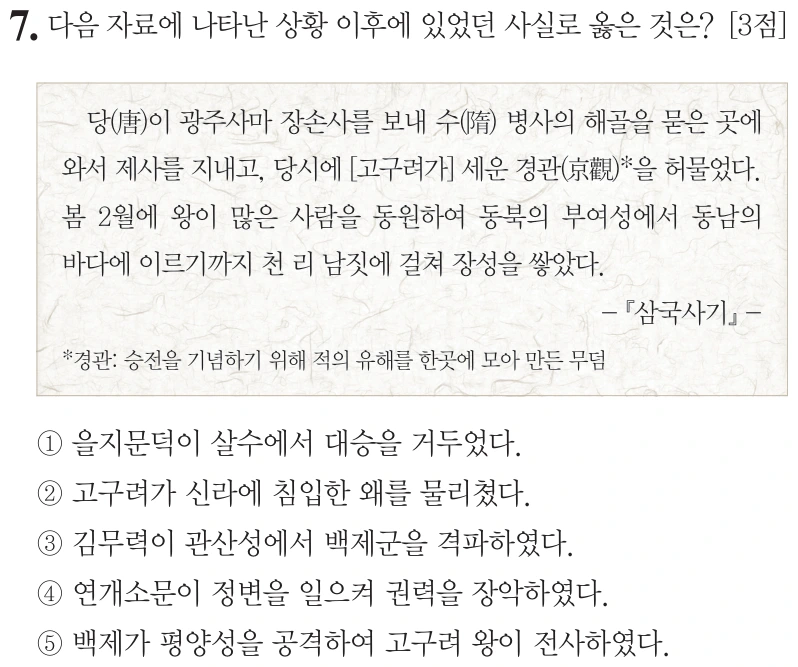 7. 다음 자료에 나타난 상황 이후에 있었던 사실로 옳은 것은? [3점]
당(唐)이 광주사마 장손사를 보내 수(隋) 병사의 해골을 묻은 곳에
와서 제사를 지내고, 당시에 [고구려가] 세운 경관(京觀)*을 허물었다.
봄 2월에 왕이 많은 사람을 동원하여 동북의 부여성에서 동남의
바다에 이르기까지 천 리 남짓에 걸쳐 장성을 쌓았다.
-『삼국사기』-
*경관: 승전을 기념하기 위해 적의 유해를 한곳에 모아 만든 무덤
① 을지문덕이 살수에서 대승을 거두었다.
② 고구려가 신라에 침입한 왜를 물리쳤다.
③ 김무력이 관산성에서 백제군을 격파하였다.
④ 연개소문이 정변을 일으켜 권력을 장악하였다.
⑤ 백제가 평양성을 공격하여 고구려 왕이 전사하였다.